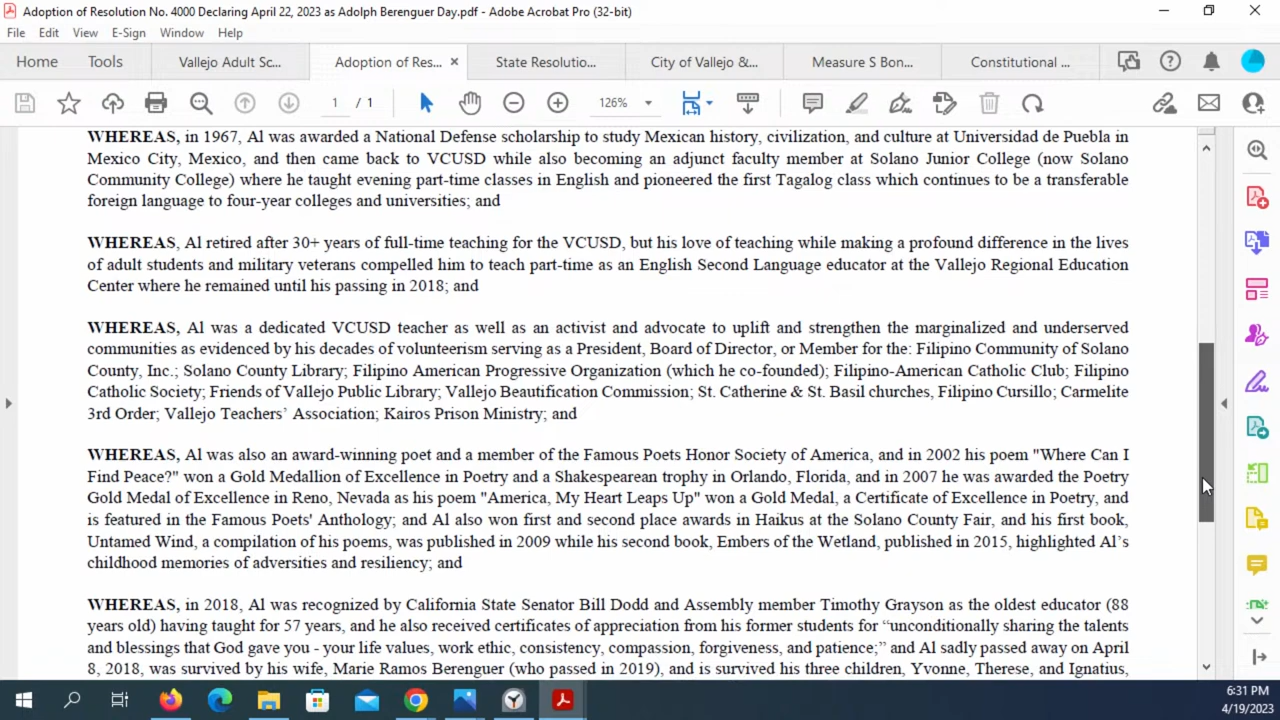 Adoption of Resolution No. 4000 Declaring April 22, 2023 as Adolph Berenguer Day.pdf - Adobe Acrobat Pro (32-bit)
File Edit View E-Sign Window Help
Home Tools Vallejo Adult Sc... Adoption of Res... × State Resolutio... City of Vallejo &... Measure S Bon... Constitutional ...
1 / 1 126%
WHEREAS, in 1967, Al was awarded a National Defense scholarship to study Mexican history, civilization, and culture at Universidad de Puebla in
Mexico City, Mexico, and then came back to VCUSD while also becoming an adjunct faculty member at Solano Junior College (now Solano
Community College) where he taught evening part-time classes in English and pioneered the first Tagalog class which continues to be a transferable
foreign language to four-year colleges and universities; and
WHEREAS, Al retired after 30+ years of full-time teaching for the VCUSD, but his love of teaching while making a profound difference in the lives
of adult students and military veterans compelled him to teach part-time as an English Second Language educator at the Vallejo Regional Education
Center where he remained until his passing in 2018; and
WHEREAS, Al was a dedicated VCUSD teacher as well as an activist and advocate to uplift and strengthen the marginalized and underserved
communities as evidenced by his decades of volunteerism serving as a President, Board of Director, or Member for the: Filipino Community of Solano
County, Inc.; Solano County Library; Filipino American Progressive Organization (which he co-founded); Filipino-American Catholic Club; Filipino
Catholic Society; Friends of Vallejo Public Library; Vallejo Beautification Commission; St. Catherine & St. Basil churches, Filipino Cursillo; Carmelite
3rd Order; Vallejo Teachers’ Association; Kairos Prison Ministry; and
WHEREAS, Al was also an award-winning poet and a member of the Famous Poets Honor Society of America, and in 2002 his poem "Where Can I
Find Peace?" won a Gold Medallion of Excellence in Poetry and a Shakespearean trophy in Orlando, Florida, and in 2007 he was awarded the Poetry
Gold Medal of Excellence in Reno, Nevada as his poem "America, My Heart Leaps Up" won a Gold Medal, a Certificate of Excellence in Poetry, and
is featured in the Famous Poets' Anthology; and Al also won first and second place awards in Haikus at the Solano County Fair, and his first book,
Untamed Wind, a compilation of his poems, was published in 2009 while his second book, Embers of the Wetland, published in 2015, highlighted Al’s
childhood memories of adversities and resiliency; and
WHEREAS, in 2018, Al was recognized by California State Senator Bill Dodd and Assembly member Timothy Grayson as the oldest educator (88
years old) having taught for 57 years, and he also received certificates of appreciation from his former students for “unconditionally sharing the talents
and blessings that God gave you - your life values, work ethic, consistency, compassion, forgiveness, and patience;” and Al sadly passed away on April
8, 2018, was survived by his wife, Marie Ramos Berenguer (who passed in 2019), and is survived his three children, Yvonne, Therese, and Ignatius,
6:31 PM
4/19/2023